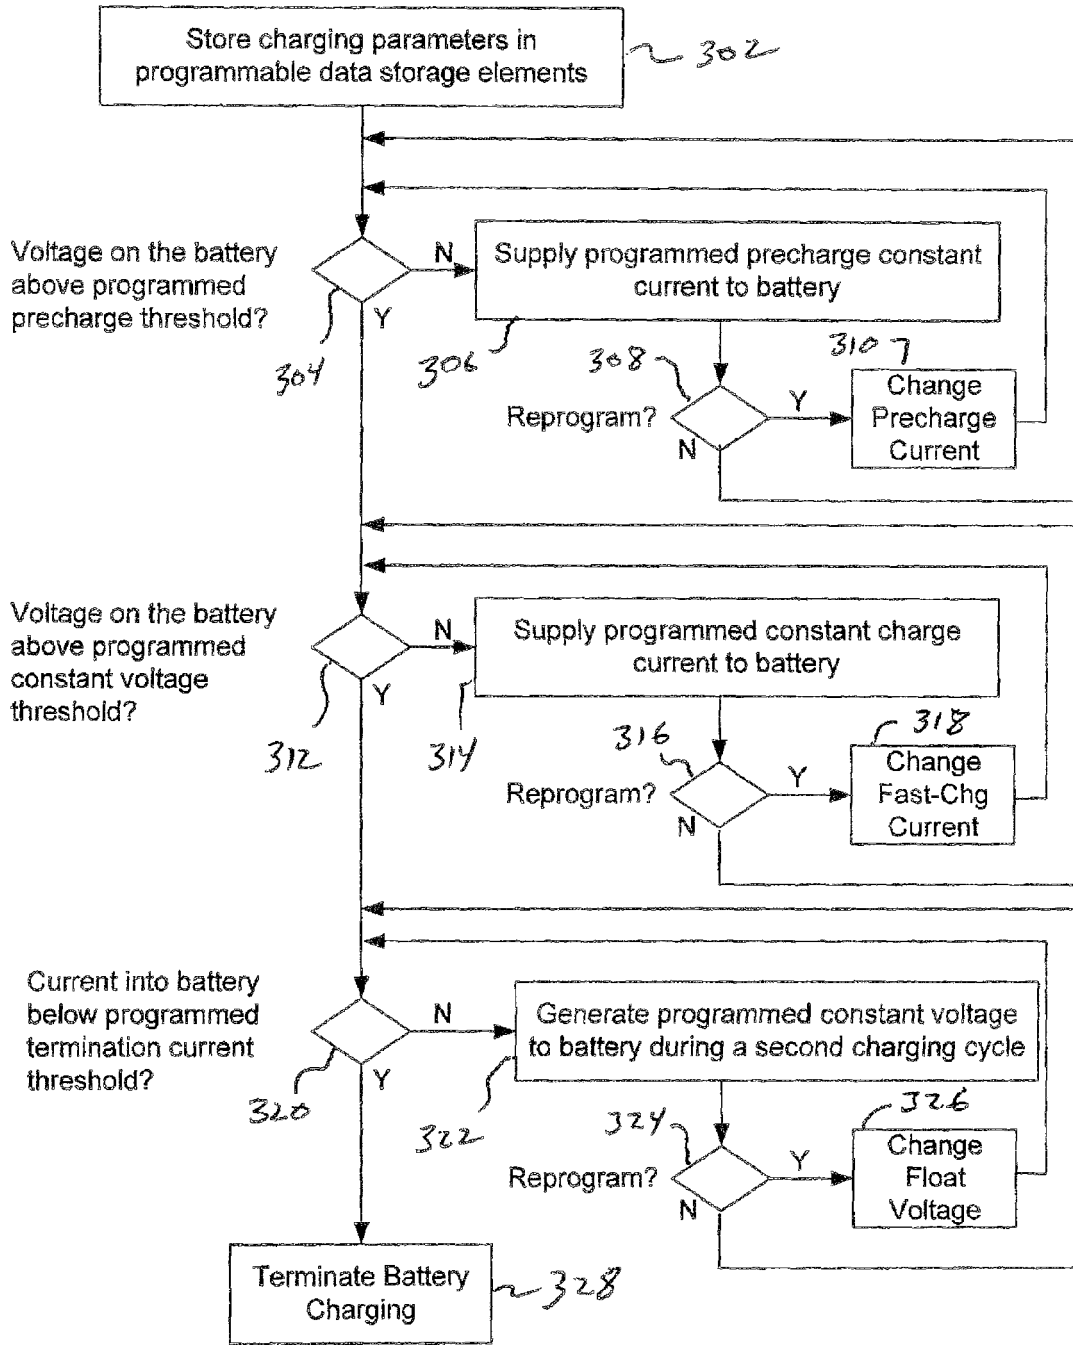 Store charging parameters in
programmable data storage elements
302
Voltage on the battery
above programmed
precharge threshold?
N
Y
304
Supply programmed precharge constant
current to battery
306
308
Reprogram?
Y
N
310
Change
Precharge
Current
Voltage on the battery
above programmed
constant voltage
threshold?
N
Y
312
Supply programmed constant charge
current to battery
314
316
Reprogram?
Y
N
318
Change
Fast-Chg
Current
Current into battery
below programmed
termination current
threshold?
N
Y
320
Generate programmed constant voltage
to battery during a second charging cycle
322
324
Reprogram?
Y
N
326
Change
Float
Voltage
Terminate Battery
Charging
328